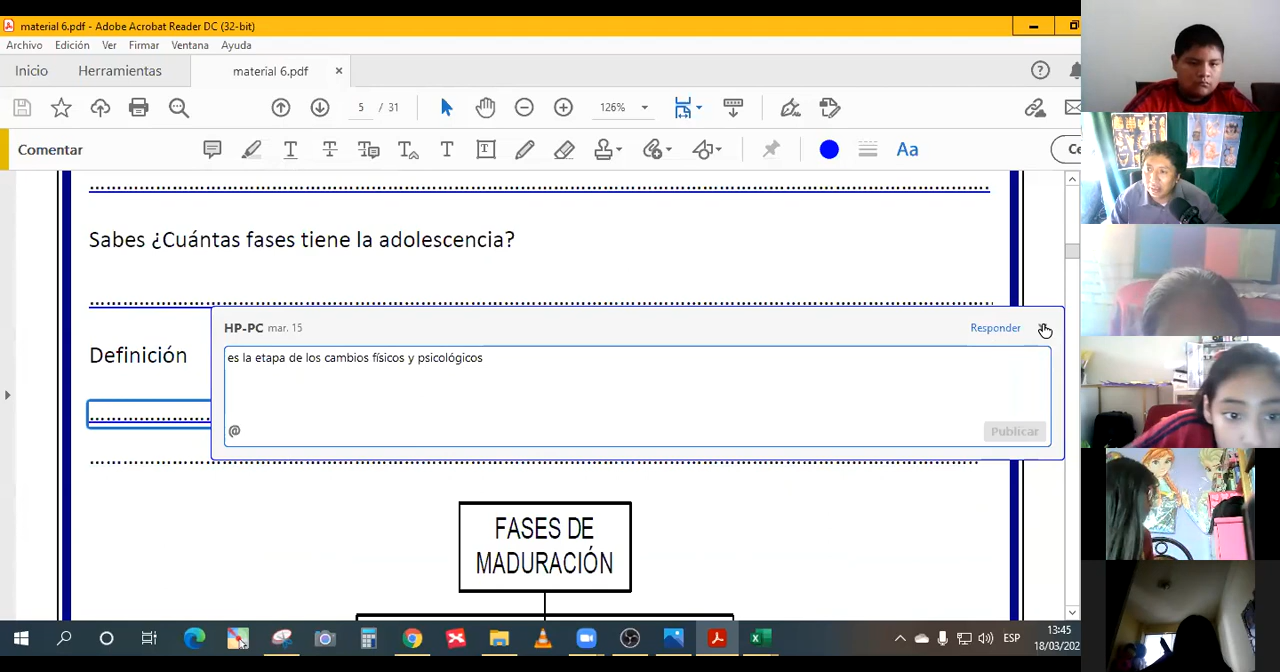 material 6.pdf - Adobe Acrobat Reader DC (32-bit)
Archivo Edición Ver Firmar Ventana Ayuda
Inicio Herramientas material 6.pdf ×
5 / 31 126%
Comentar Aa Ce
Sabes ¿Cuántas fases tiene la adolescencia?
HP-PC mar. 15 Responder
es la etapa de los cambios físicos y psicológicos
Definición
@ Publicar
FASES DE
MADURACIÓN
ESP 13:45
18/03/202